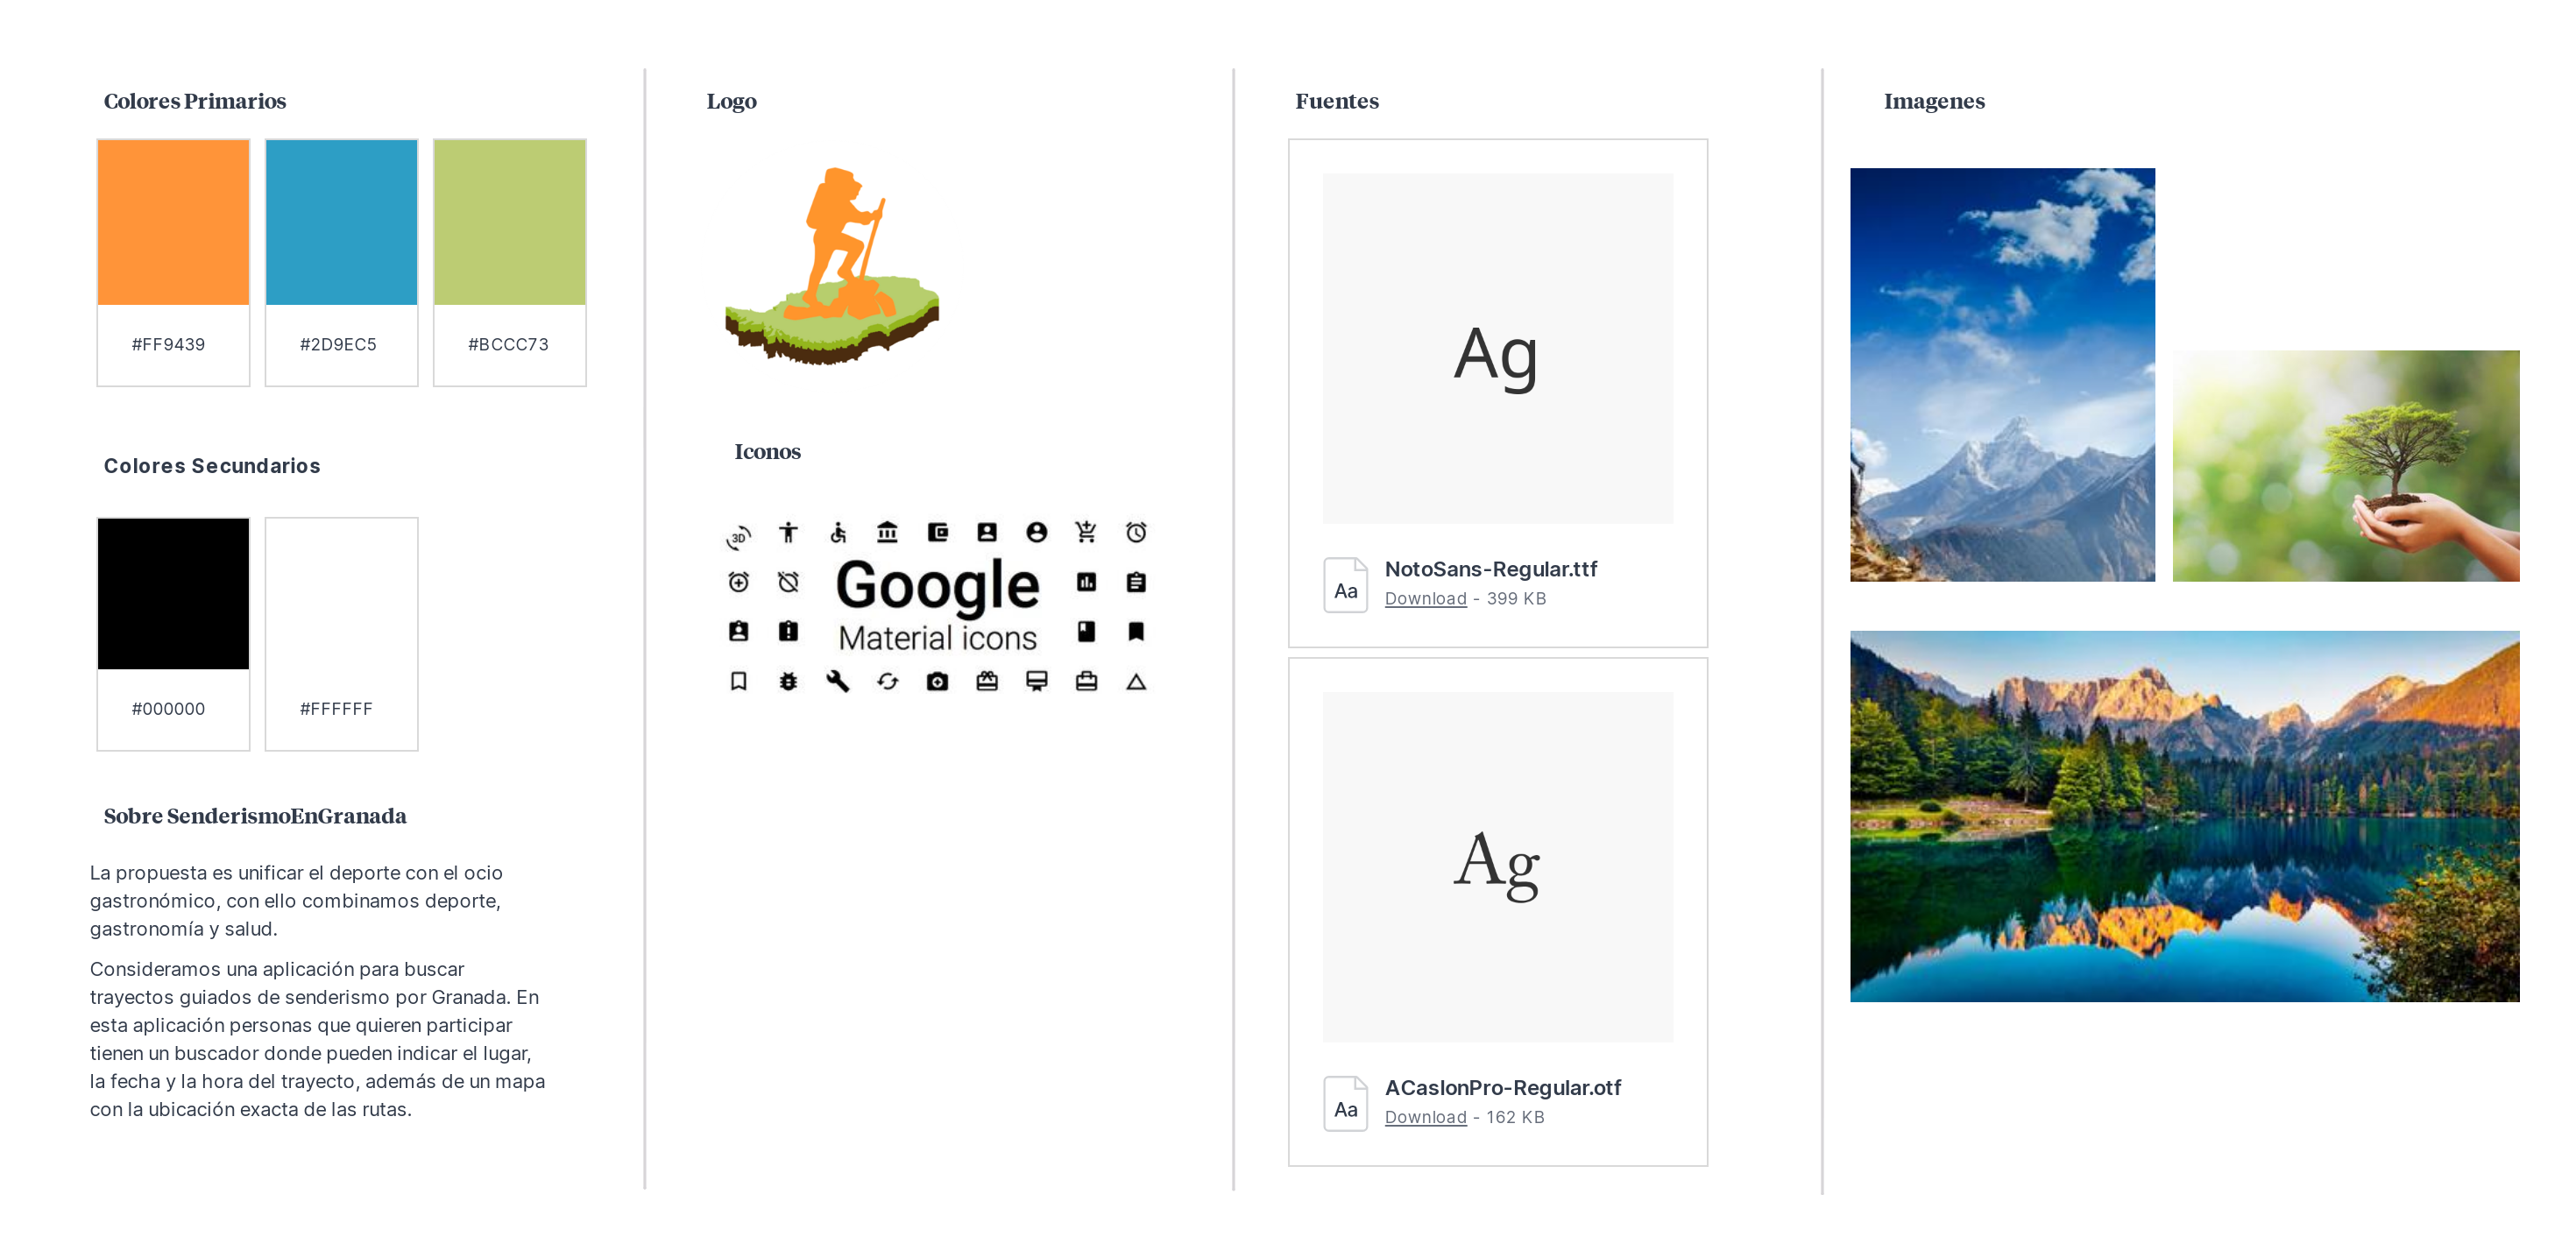 Colores Primarios
#FF9439
#2D9EC5
#BCCC73
Colores Secundarios
#000000
#FFFFFF
Sobre SenderismoEnGranada
La propuesta es unificar el deporte con el ocio
gastronómico, con ello combinamos deporte,
gastronomía y salud.
Consideramos una aplicación para buscar
trayectos guiados de senderismo por Granada. En
esta aplicación personas que quieren participar
tienen un buscador donde pueden indicar el lugar,
la fecha y la hora del trayecto, además de un mapa
con la ubicación exacta de las rutas.
Logo
Iconos
3D
Google
Material icons
Fuentes
Ag
Aa
NotoSans-Regular.ttf
Download - 399 KB
Ag
Aa
ACaslonPro-Regular.otf
Download - 162 KB
Imagenes